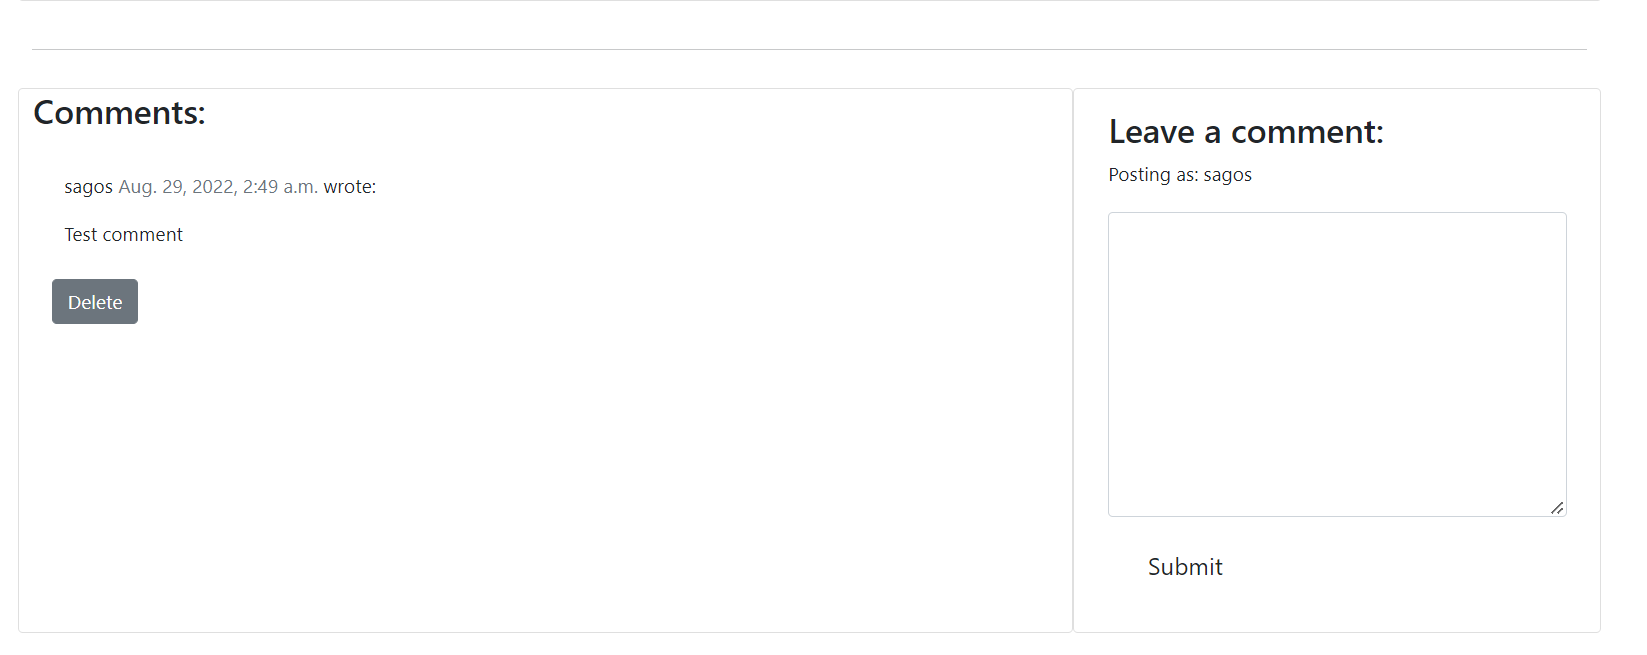 Comments:
sagos Aug. 29, 2022, 2:49 a.m. wrote:
Test comment
Delete
Leave a comment:
Posting as: sagos
Submit